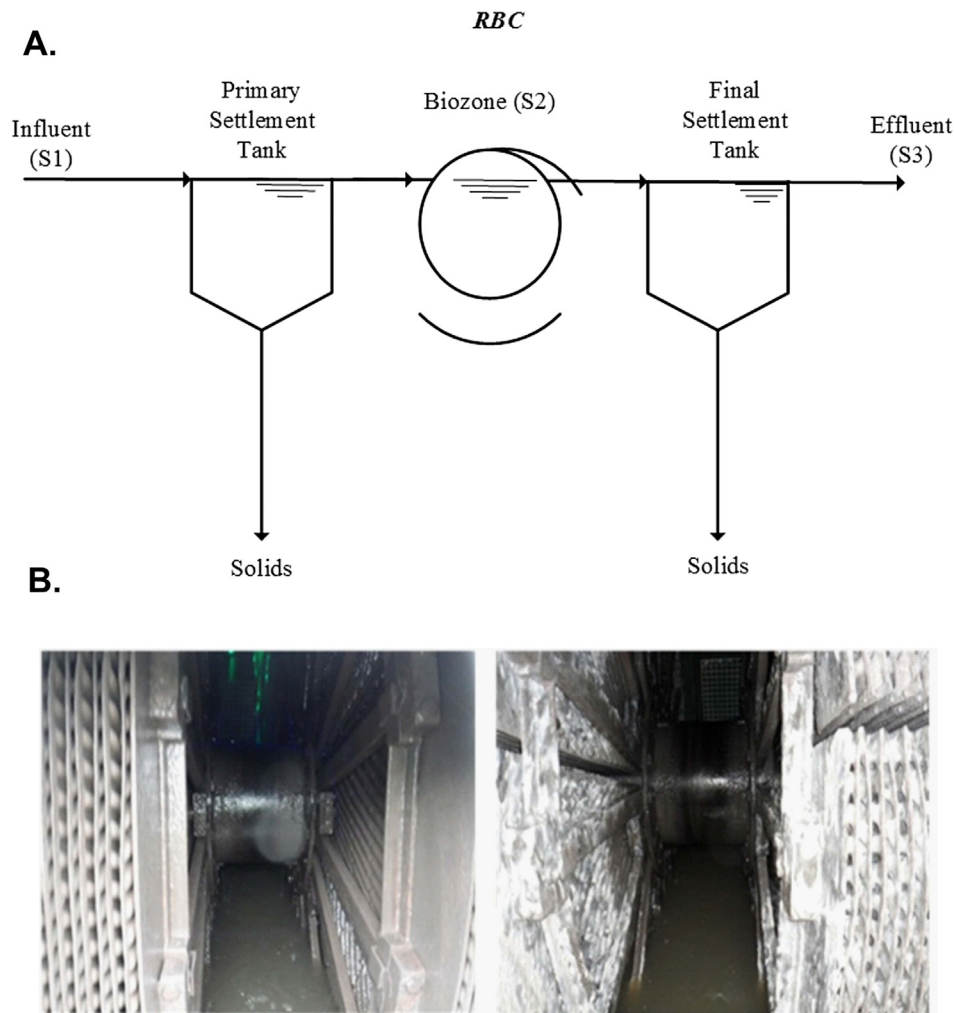 RBC
A.
Primary
Settlement
Tank
Biozone (S2)
Final
Settlement
Tank
Influent
(S1)
Effluent
(S3)
Solids
Solids
B.